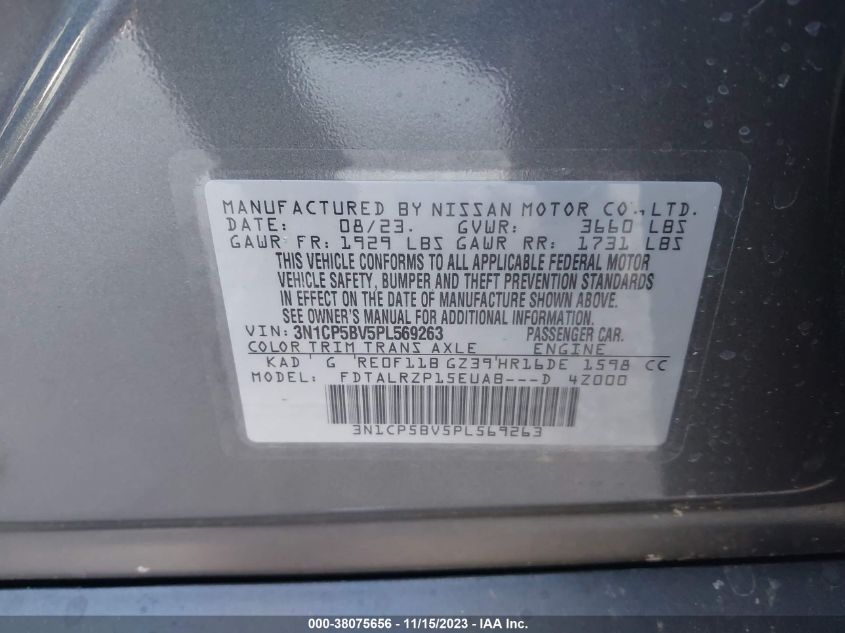 MANUFACTURED BY NISSAN MOTOR CO., LTD.
DATE: 08/23. GVWR: 3660 LBS
GAWR FR: 1929 LBS GAWR RR: 1731 LBS
THIS VEHICLE CONFORMS TO ALL APPLICABLE FEDERAL MOTOR
VEHICLE SAFETY, BUMPER AND THEFT PREVENTION STANDARDS
IN EFFECT ON THE DATE OF MANUFACTURE SHOWN ABOVE.
SEE OWNER'S MANUAL FOR ADDITIONAL INFORMATION.
VIN: 3N1CP5BV5PL569263 PASSENGER CAR.
COLOR TRIM TRANS AXLE ENGINE
KAD ' G 'RE0F11B GZ39'HR16DE 1598 CC
MODEL: FDTALRZP15EUAB---D 4Z000
3N1CP5BV5PL569263
000-38075656 - 11/15/2023 - IAA Inc.